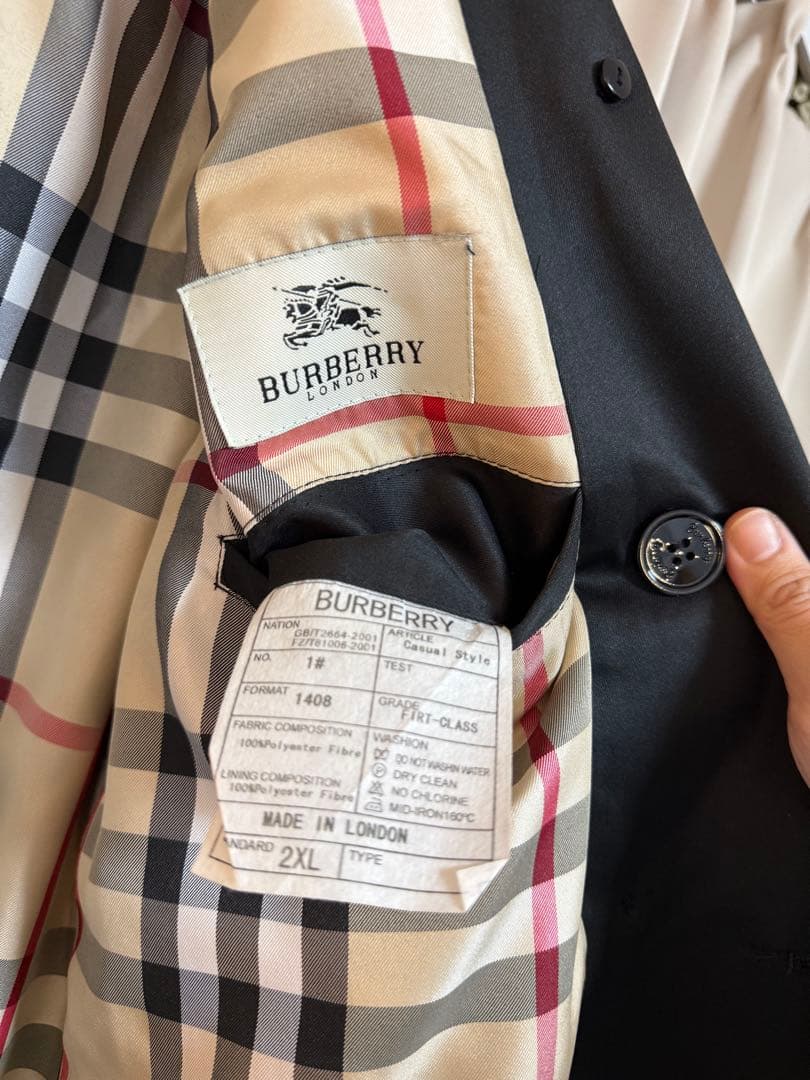 BURBERRY
LONDON
BURBERRY
NATION
GB/T2664-2001
FZ/T81006-2001
ARTICLE
Casual Style
NO.
1#
TEST
FORMAT
1408
GRADE
FIRT-CLASS
FABRIC COMPOSITION
100%Polyester Fibre
WASHION
DO NOT WASHIN WATER
DRY CLEAN
NO CHLORINE
MID-IRON160°C
LINING COMPOSITION
100%Polyester Fibre
MADE IN LONDON
NDARD
2XL
TYPE